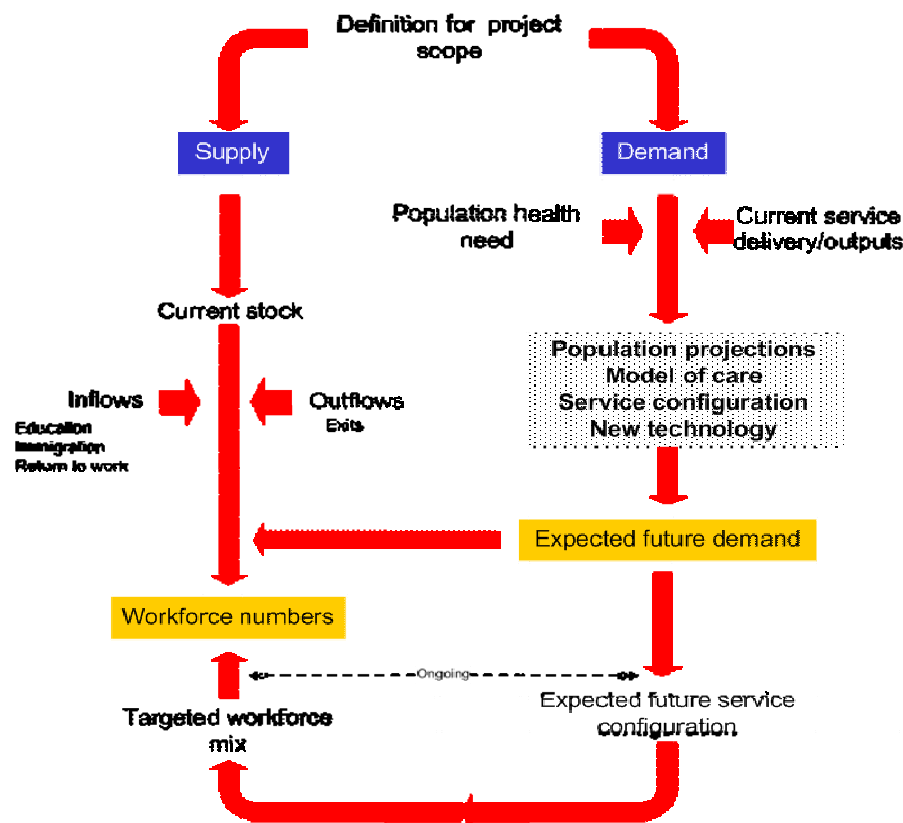 Definition for project
scope
Supply
Demand
Population health
need
Current service
delivery/outputs
Current stock
Population projections
Model of care
Service configuration
New technology
Inflows
Education
Immigration
Return to work
Outflows
Exits
Expected future demand
Workforce numbers
Ongoing
Targeted workforce
mix
Expected future service
configuration